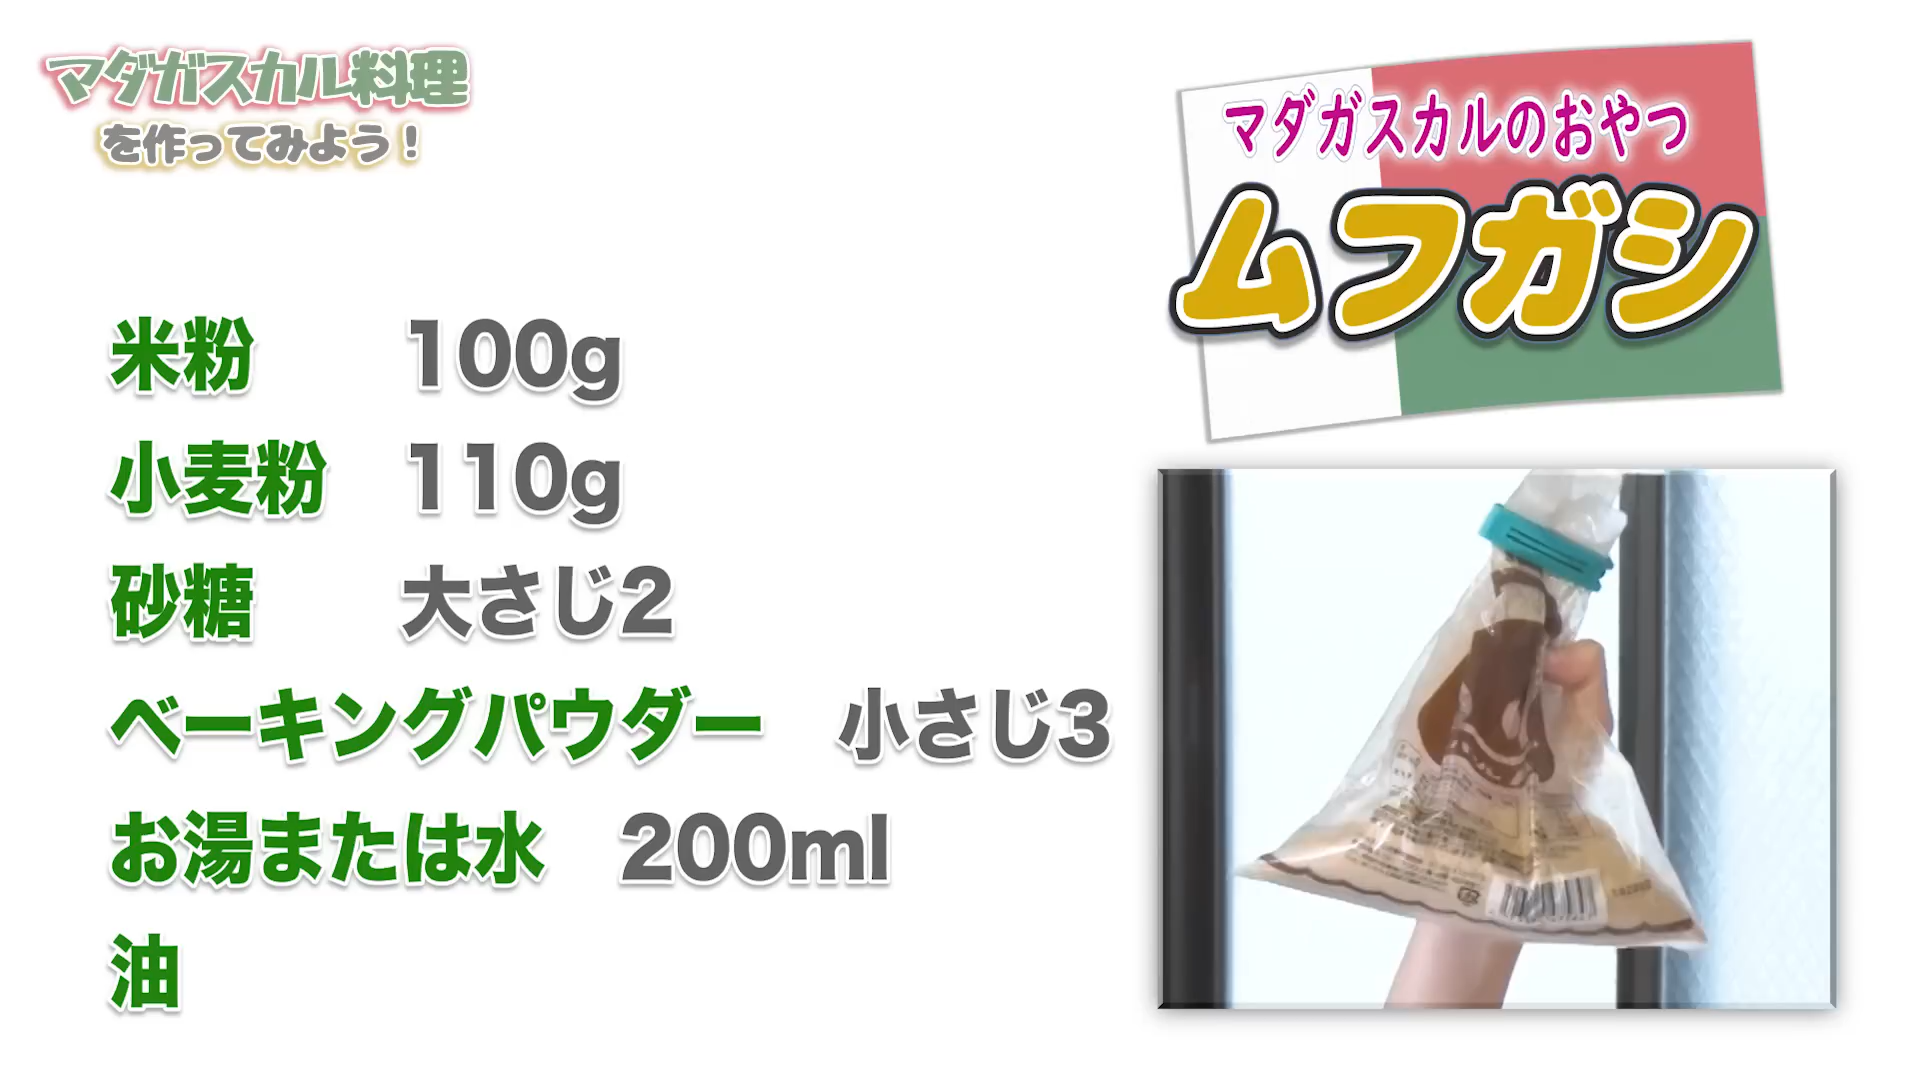 マダガスカル料理
を作ってみよう！
マダガスカルのおやつ
ムフガシ
米粉 100g
小麦粉 110g
砂糖 大さじ2
ベーキングパウダー 小さじ3
お湯または水 200ml
油